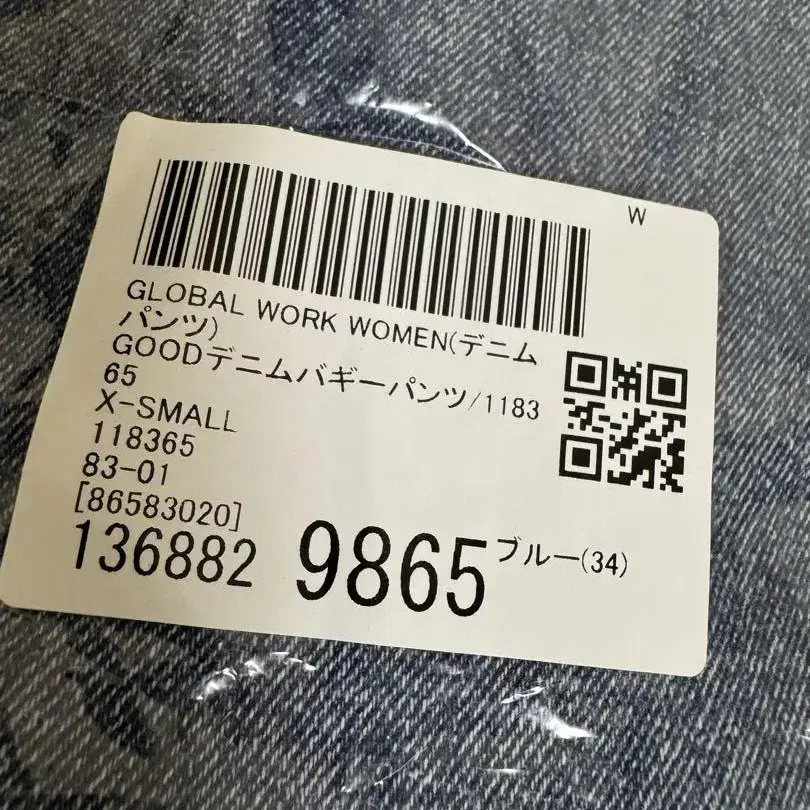 W
GLOBAL WORK WOMEN(デニム
パンツ)
GOODデニムバギーパンツ/1183
65
X-SMALL
118365
83-01
[86583020]
136882 9865 ブルー(34)